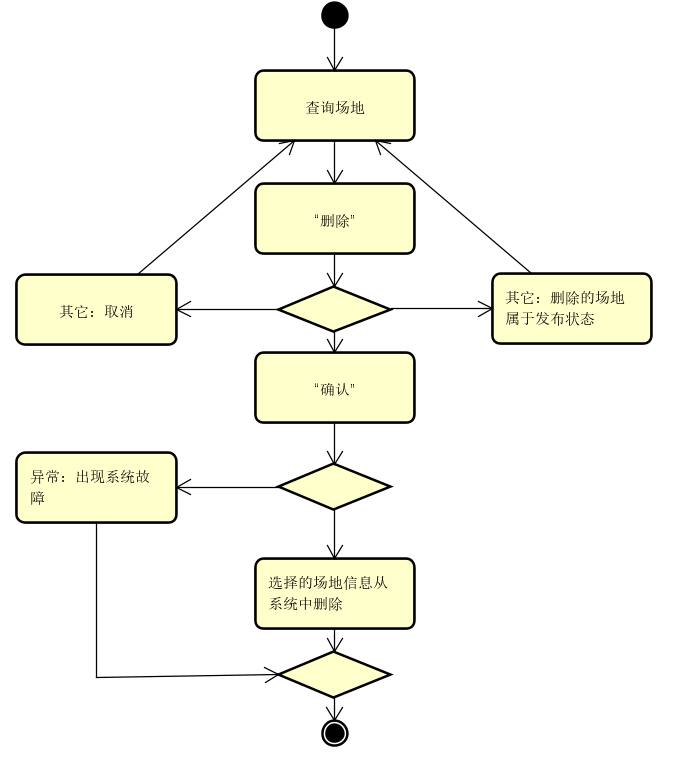 查询场地
“删除”
其它：取消
其它：删除的场地
属于发布状态
“确认”
异常：出现系统故
障
选择的场地信息从
系统中删除